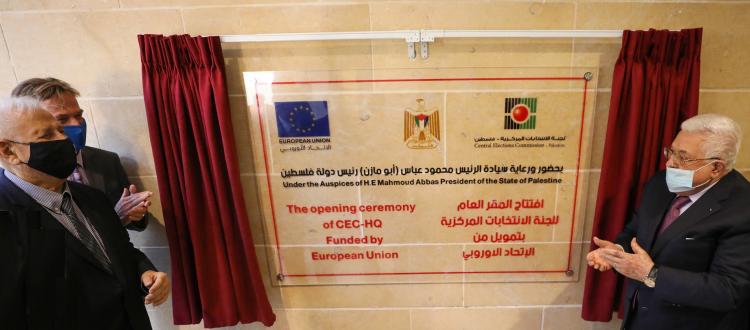 EUROPEAN UNION
الإتحاد الأوروبي
لجنة الانتخابات المركزية - فلسطين
Central Elections Commission - Palestine
بحضور ورعاية سيادة الرئيس محمود عباس (أبو مازن) رئيس دولة فلسطين
Under the Auspices of H.E Mahmoud Abbas President of the State of Palestine
The opening ceremony
of CEC-HQ
Funded by
European Union
افتتاح المقر العام
للجنة الانتخابات المركزية
بتمويل من
الإتحاد الاوروبي